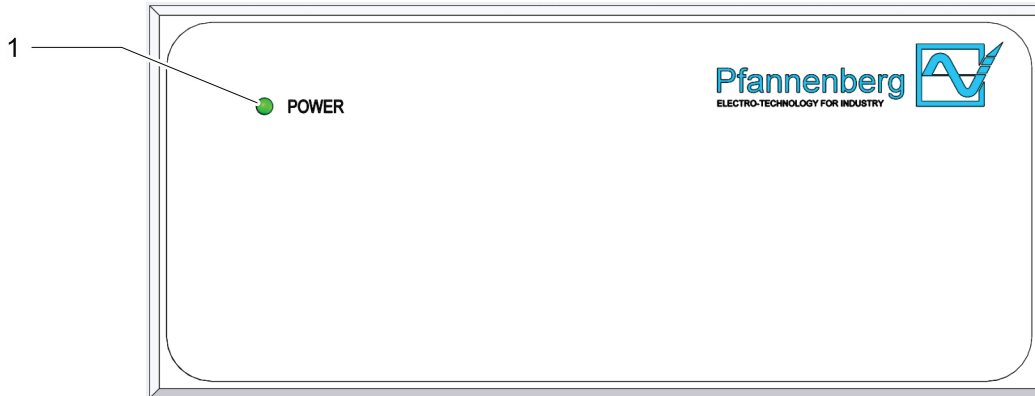 1
POWER
Pfannenberg
ELECTRO-TECHNOLOGY FOR INDUSTRY